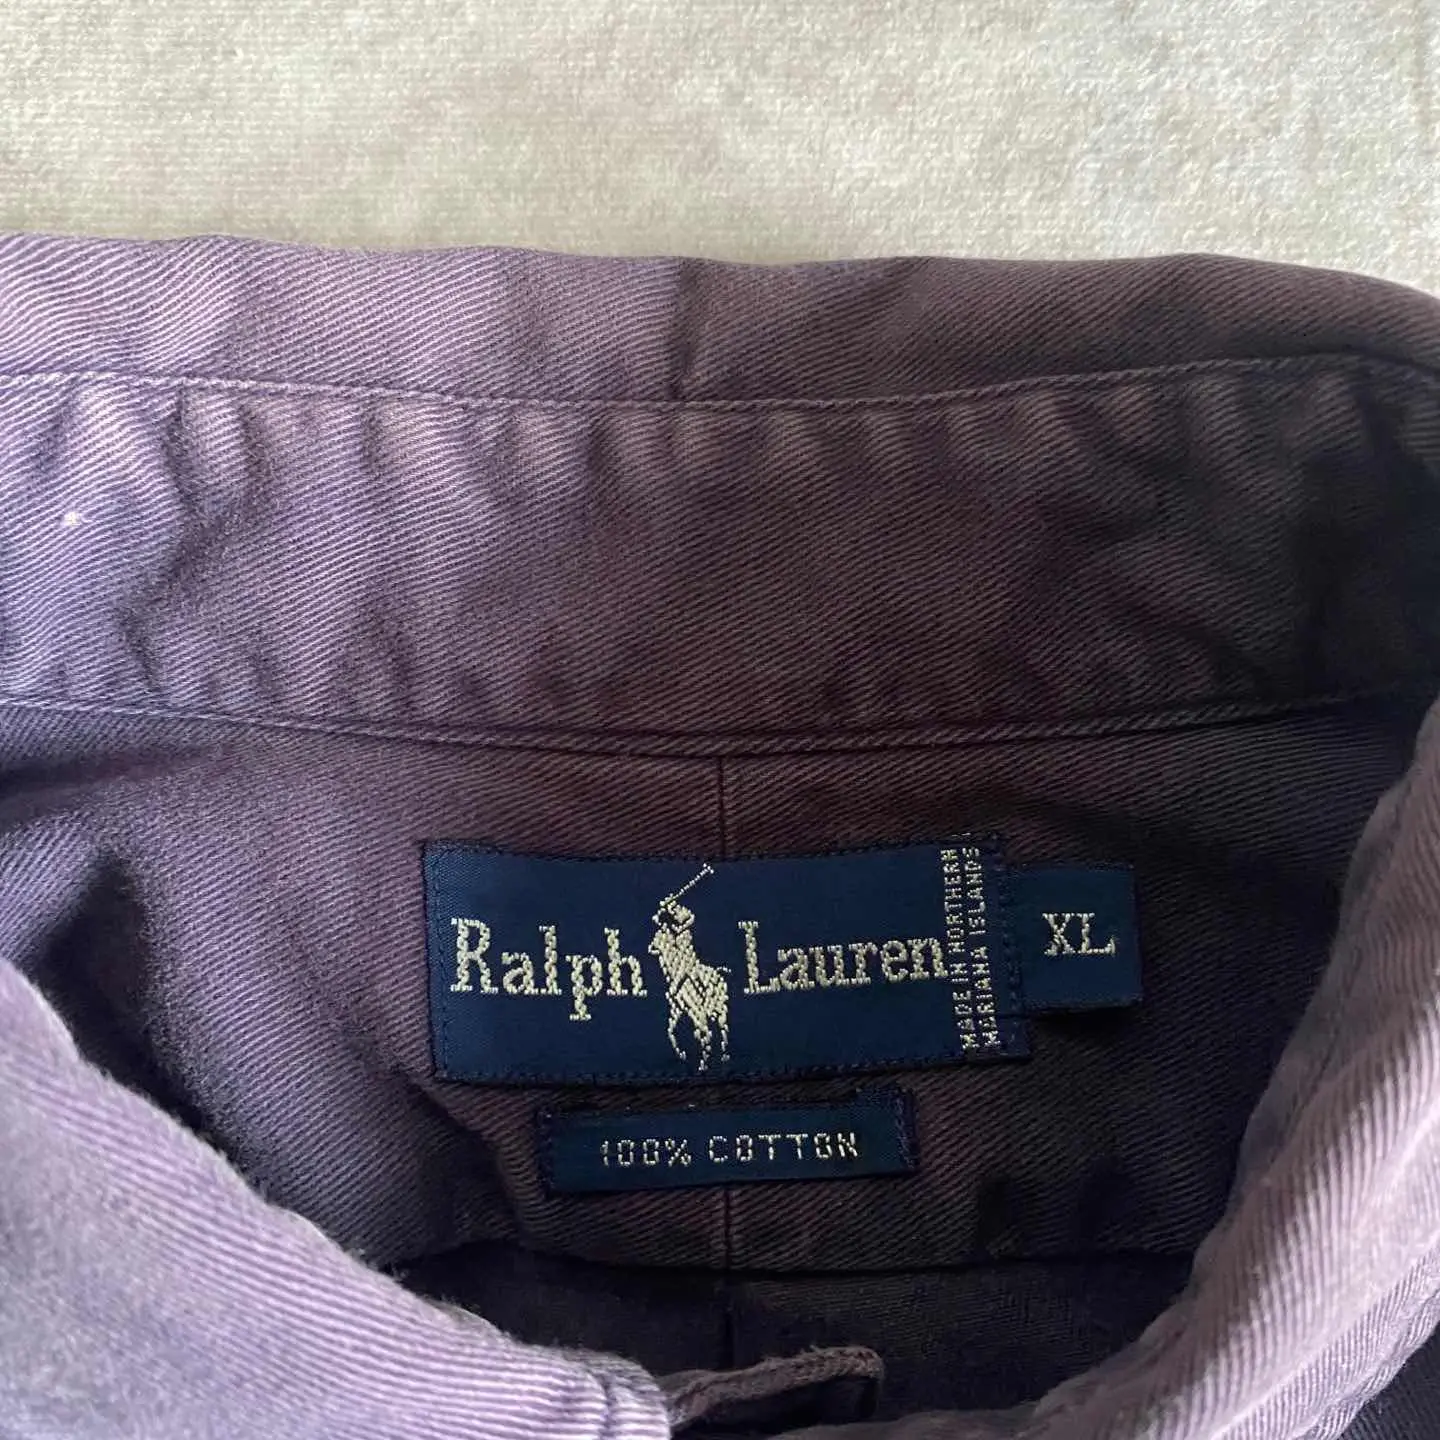 Ralph Lauren
MADE IN NORTHERN
MARIANA ISLANDS
XL
100% COTTON